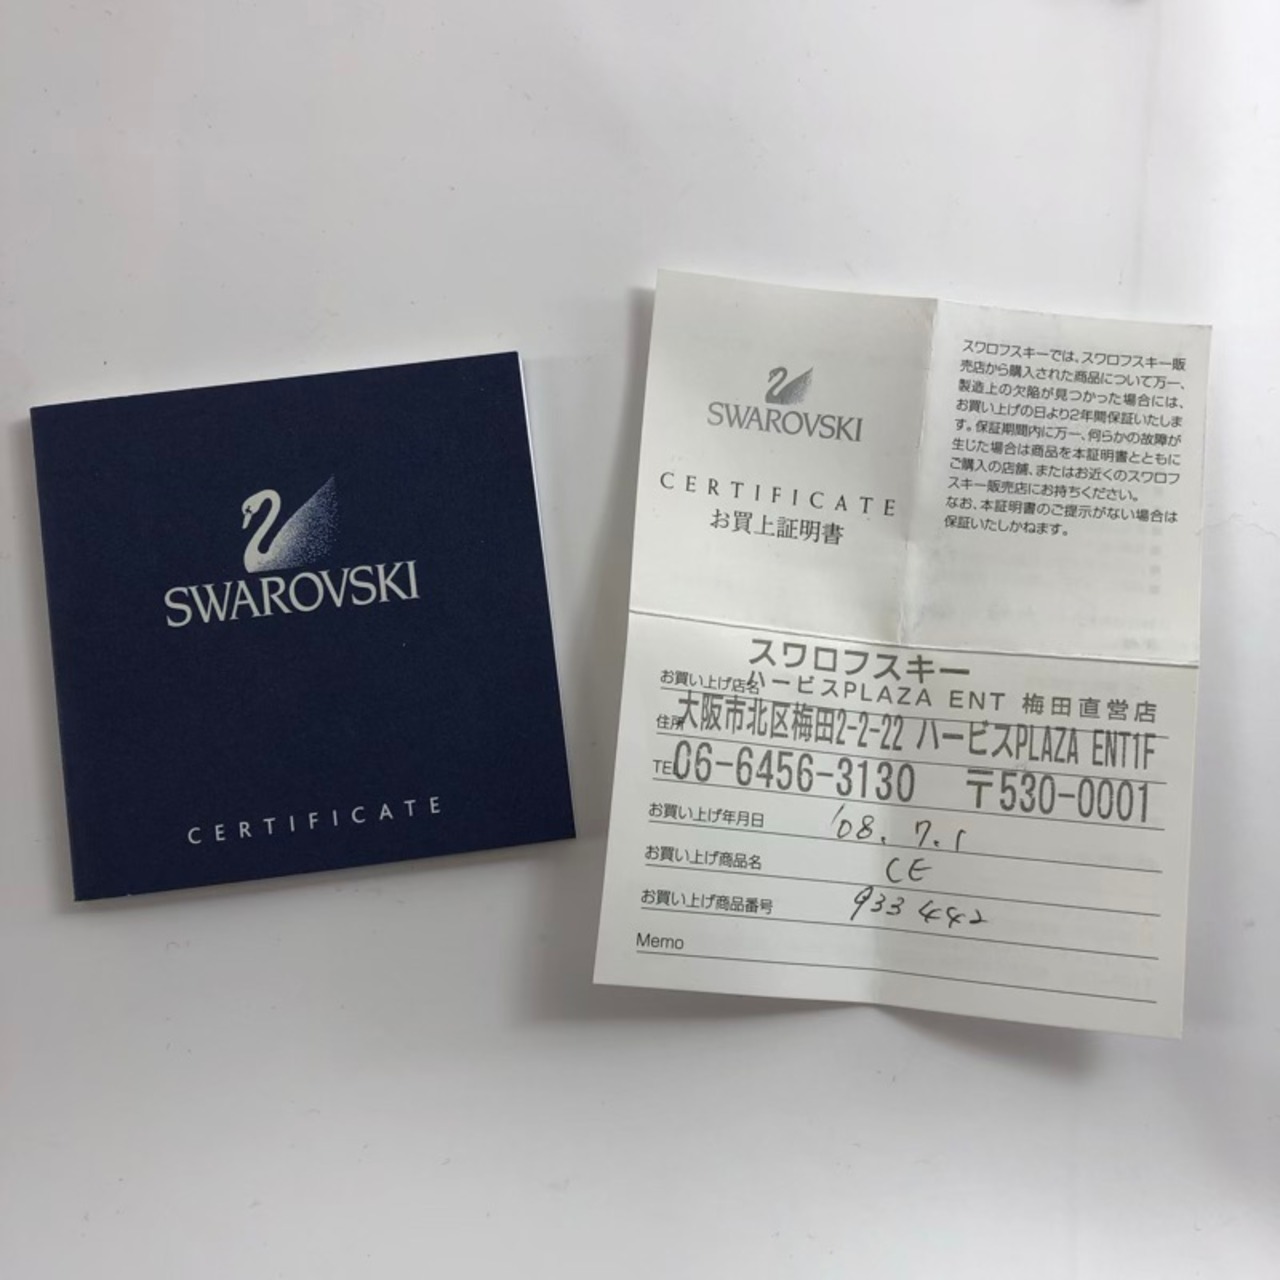 SWAROVSKI
CERTIFICATE
SWAROVSKI
CERTIFICATE
お買上証明書
スワロフスキーでは、スワロフスキー販
売店から購入された商品について万一、
製造上の欠陥が見つかった場合には、
お買い上げの日より2年間保証いたしま
す。保証期間内に万一、何らかの故障が
生じた場合は商品を本証明書とともに
ご購入の店舗、またはお近くのスワロフ
スキー販売店にお持ちください。
なお、本証明書のご提示がない場合は
保証いたしかねます。
スワロフスキー
お買い上げ店名 ハービスPLAZA ENT 梅田直営店
住所 大阪市北区梅田2-2-22 ハービスPLAZA ENT1F
TEL 06-6456-3130 〒530-0001
お買い上げ年月日 '08. 7. 1
お買い上げ商品名 CE
お買い上げ商品番号 933 442
Memo